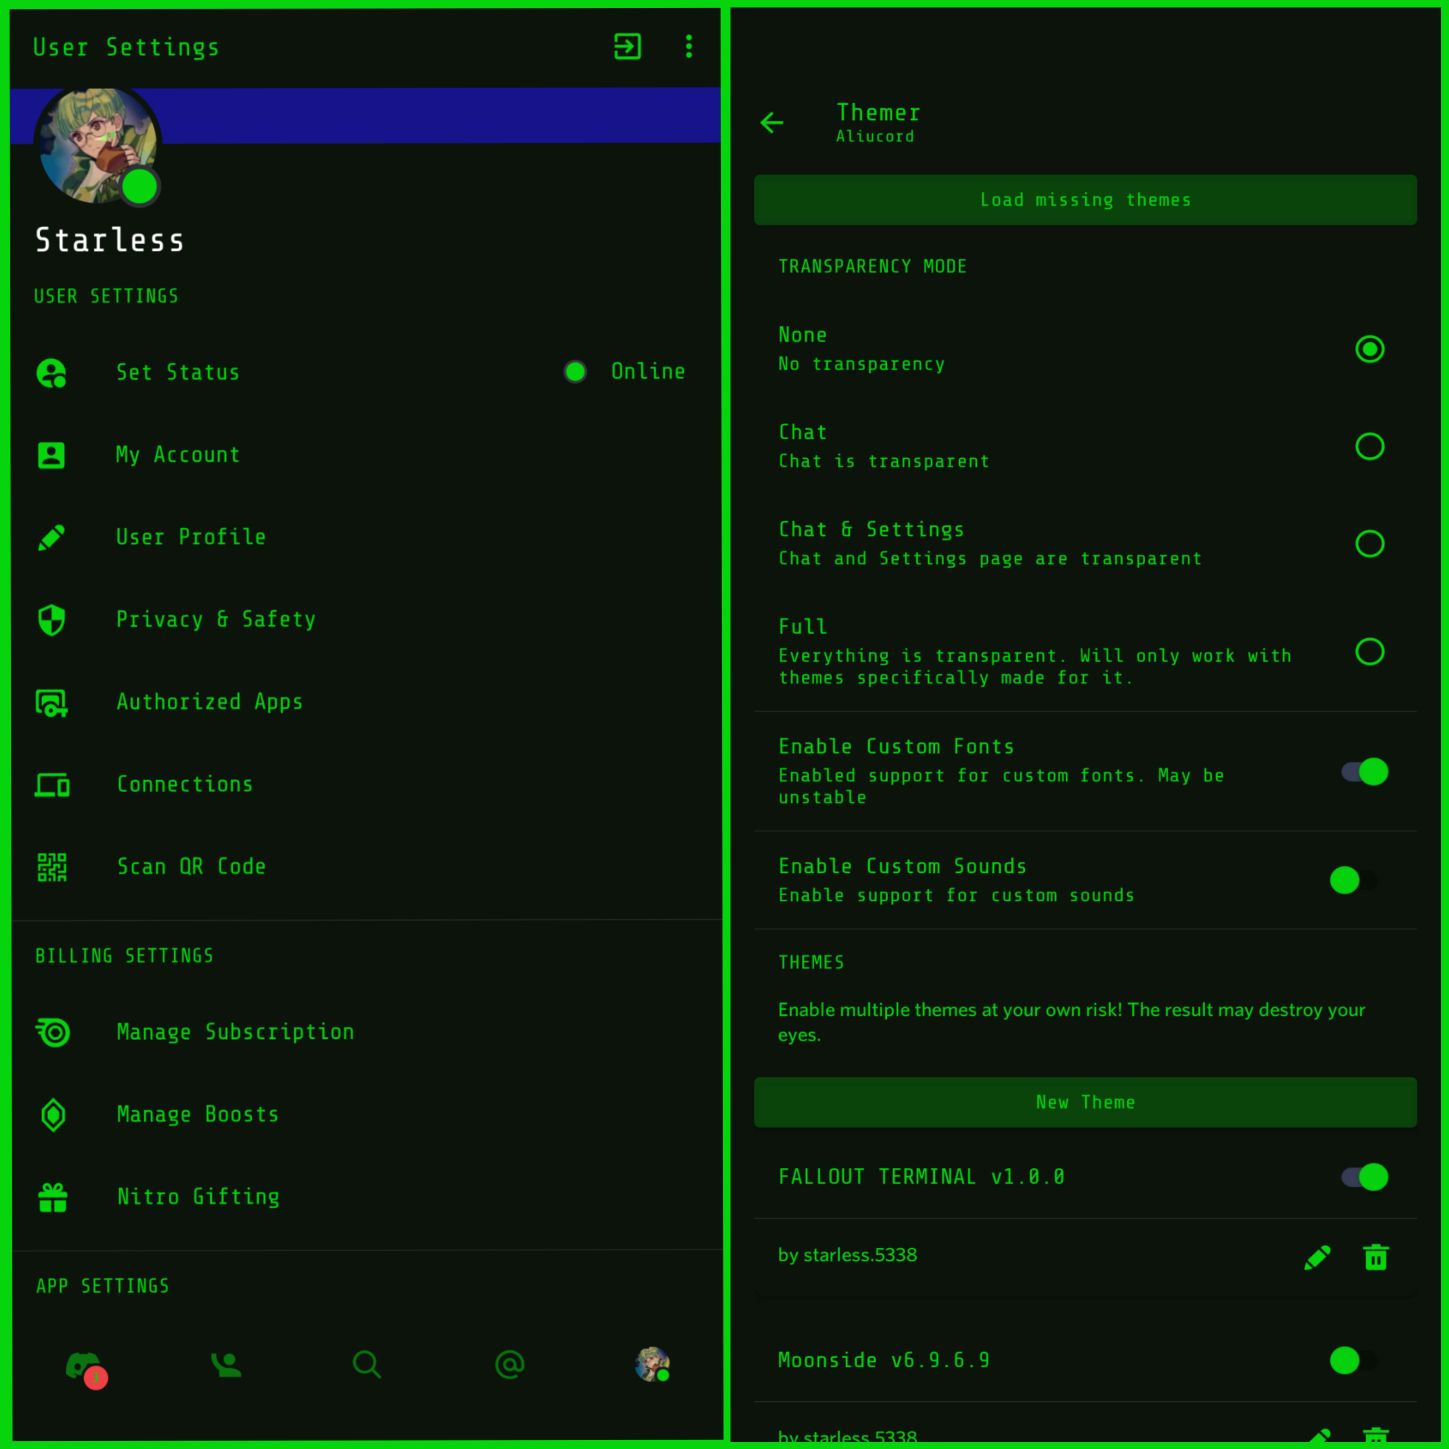 User Settings
Starless
USER SETTINGS
Set Status
Online
My Account
User Profile
Privacy & Safety
Authorized Apps
Connections
Scan QR Code
BILLING SETTINGS
Manage Subscription
Manage Boosts
Nitro Gifting
APP SETTINGS
Themer
Aliucord
Load missing themes
TRANSPARENCY MODE
None
No transparency
Chat
Chat is transparent
Chat & Settings
Chat and Settings page are transparent
Full
Everything is transparent. Will only work with
themes specifically made for it.
Enable Custom Fonts
Enabled support for custom fonts. May be
unstable
Enable Custom Sounds
Enable support for custom sounds
THEMES
Enable multiple themes at your own risk! The result may destroy your
eyes.
New Theme
FALLOUT TERMINAL v1.0.0
by starless.5338
Moonside v6.9.6.9
by starless.5338